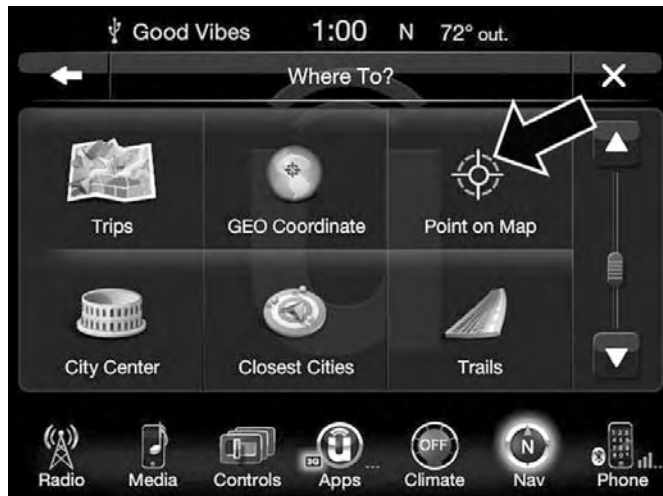 Good Vibes 1:00 N 72° out.
Where To?
Trips GEO Coordinate Point on Map
City Center Closest Cities Trails
3G ... OFF N
Radio Media Controls Apps Climate Nav Phone